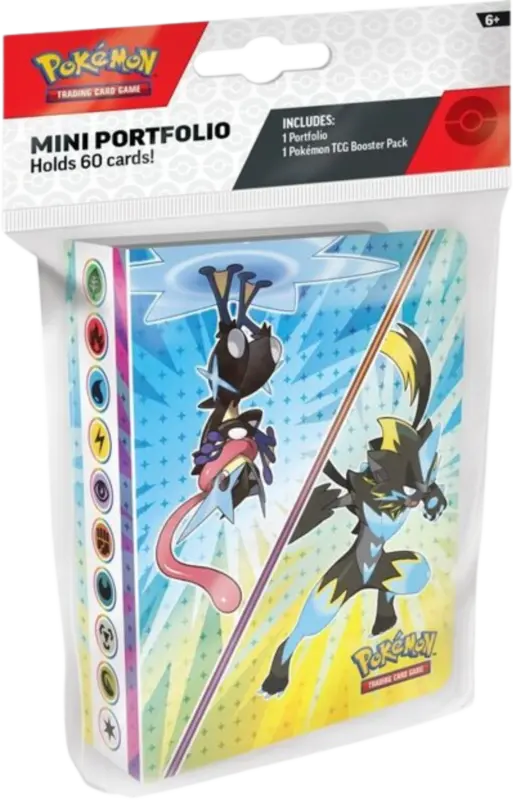 6+
POKÉMON
TRADING CARD GAME
MINI PORTFOLIO
Holds 60 cards!
INCLUDES:
1 Portfolio
1 Pokémon TCG Booster Pack
POKÉMON
TRADING CARD GAME